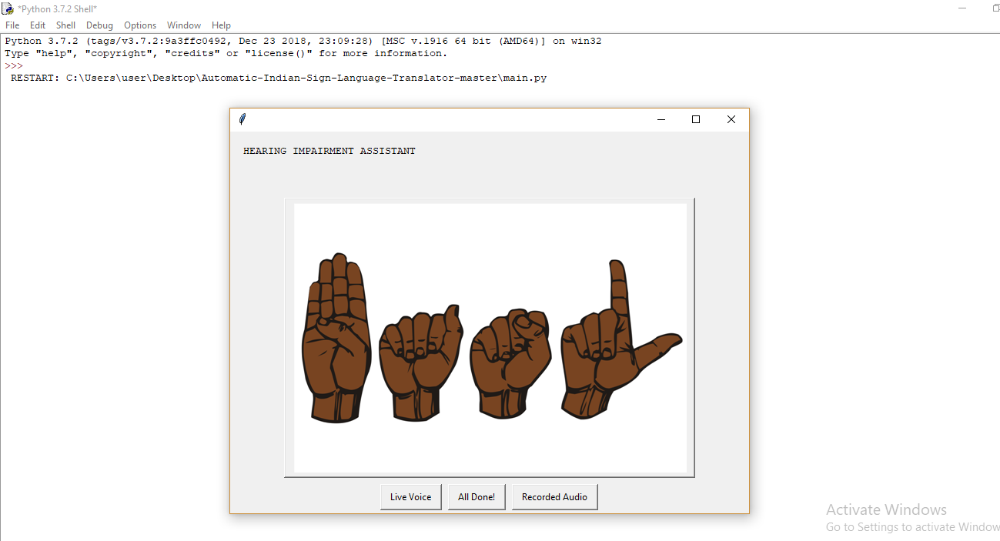 *Python 3.7.2 Shell*
File Edit Shell Debug Options Window Help
Python 3.7.2 (tags/v3.7.2:9a3ffc0492, Dec 23 2018, 23:09:28) [MSC v.1916 64 bit (AMD64)] on win32
Type "help", "copyright", "credits" or "license()" for more information.
>>>
RESTART: C:\Users\user\Desktop\Automatic-Indian-Sign-Language-Translator-master\main.py
HEARING IMPAIRMENT ASSISTANT
Live Voice All Done! Recorded Audio
Activate Windows
Go to Settings to activate Window